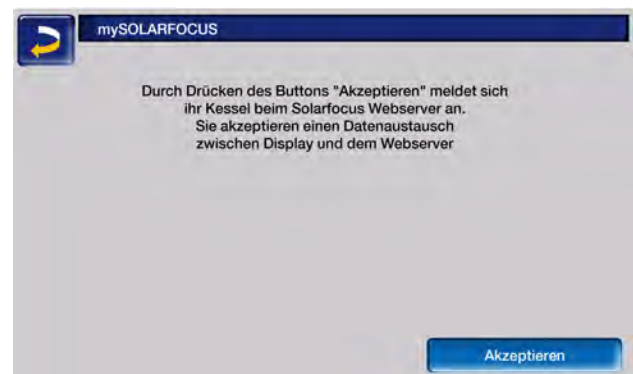 mySOLARFOCUS
Durch Drücken des Buttons "Akzeptieren" meldet sich
ihr Kessel beim Solarfocus Webserver an.
Sie akzeptieren einen Datenaustausch
zwischen Display und dem Webserver
Akzeptieren